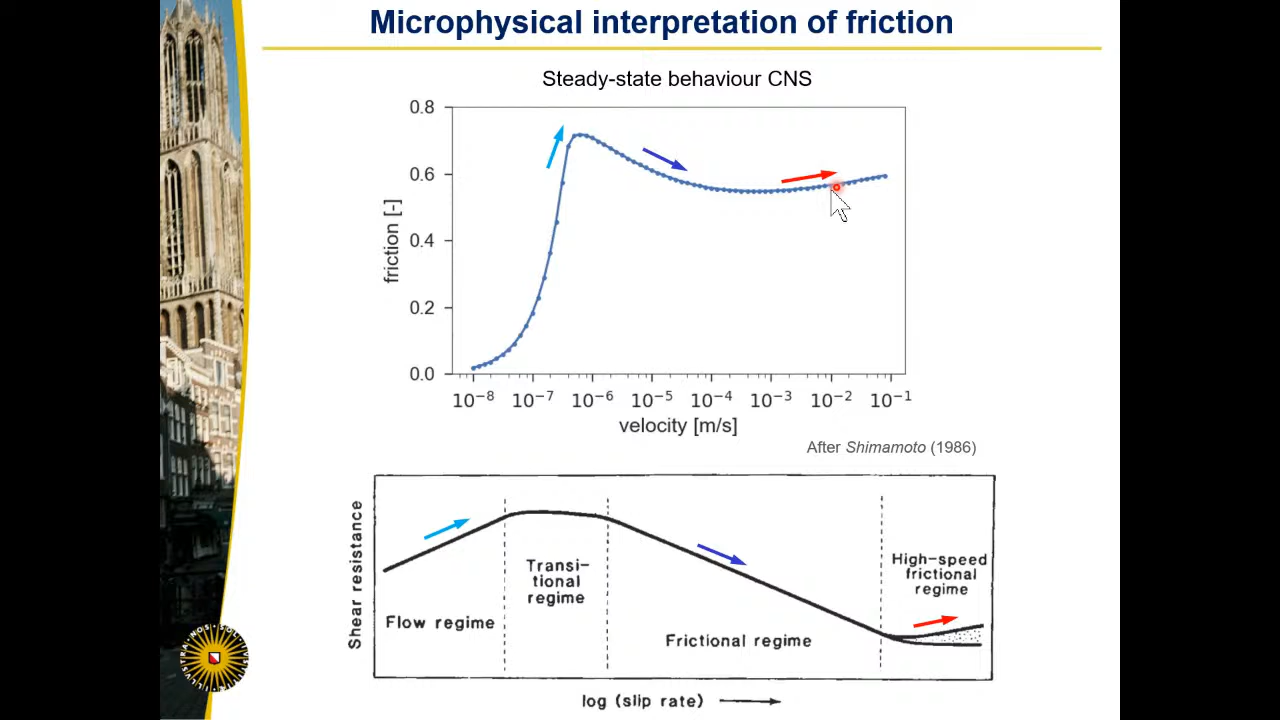 Microphysical interpretation of friction
Steady-state behaviour CNS
0.8
0.6
0.4
0.2
0.0
friction [-]
10⁻⁸ 10⁻⁷ 10⁻⁶ 10⁻⁵ 10⁻⁴ 10⁻³ 10⁻² 10⁻¹
velocity [m/s]
After Shimamoto (1986)
Shear resistance
Flow regime
Transi-
tional
regime
Frictional regime
High-speed
frictional
regime
log (slip rate)